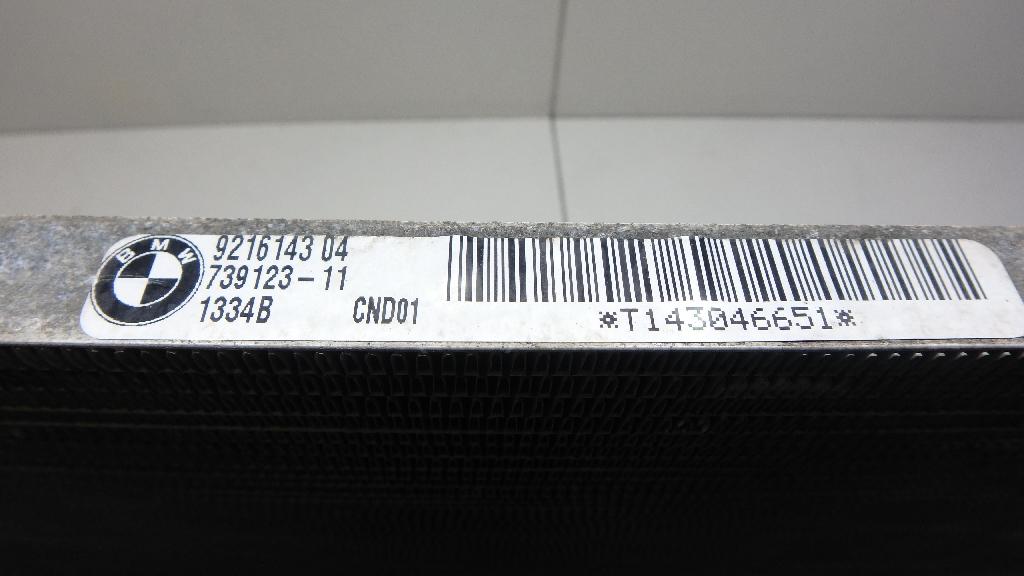 BMW
9216143 04
739123-11
1334B CND01
*T143046651*